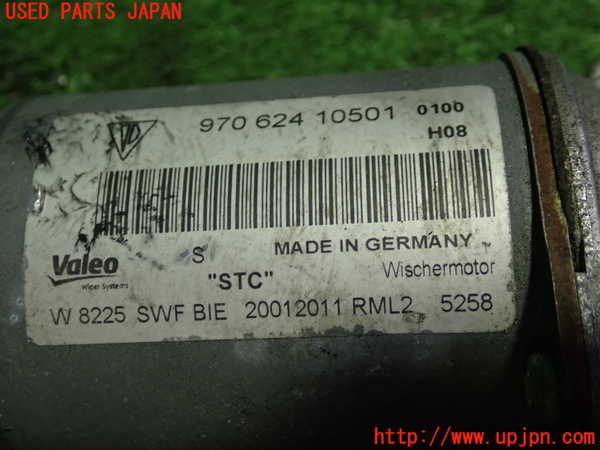 USED PARTS JAPAN
970 624 10501 0100
H08
S
MADE IN GERMANY
Valeo
Wiper Systems
"STC"
Wischermotor
W 8225 SWF BIE 20012011 RML2 5258
http://www.upjpn.com/